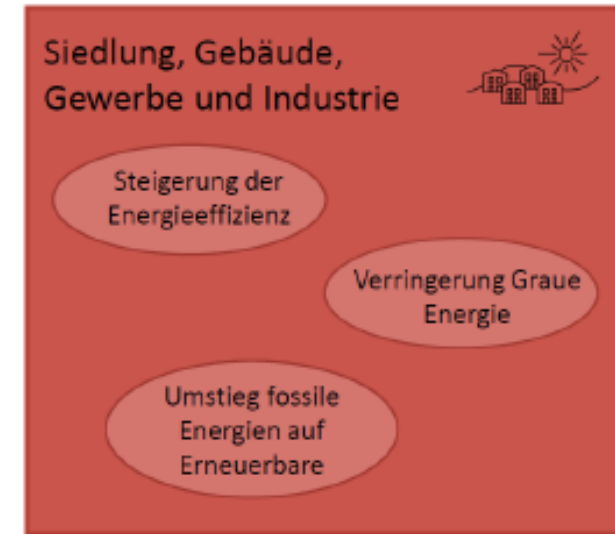 Siedlung, Gebäude,
Gewerbe und Industrie
Steigerung der
Energieeffizienz
Verringerung Graue
Energie
Umstieg fossile
Energien auf
Erneuerbare